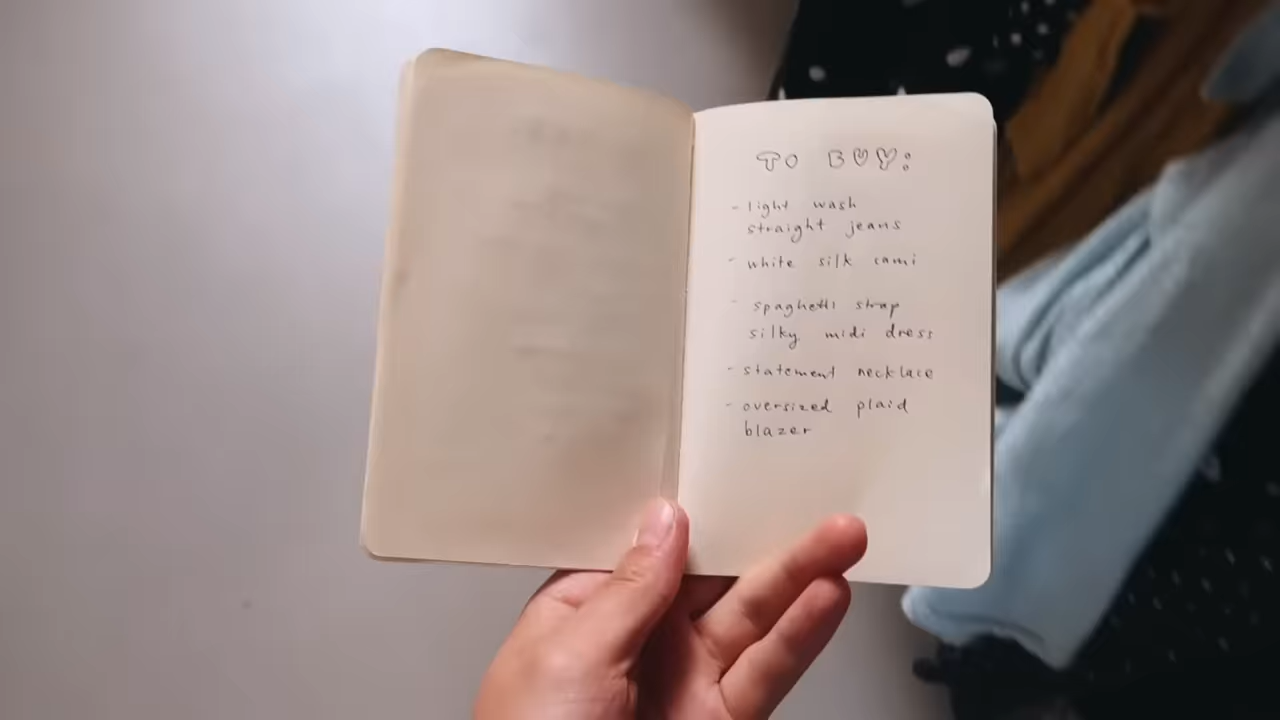 TO BUY:
- light wash
straight jeans
- white silk cami
- spaghetti strap
silky midi dress
- statement necklace
- oversized plaid
blazer